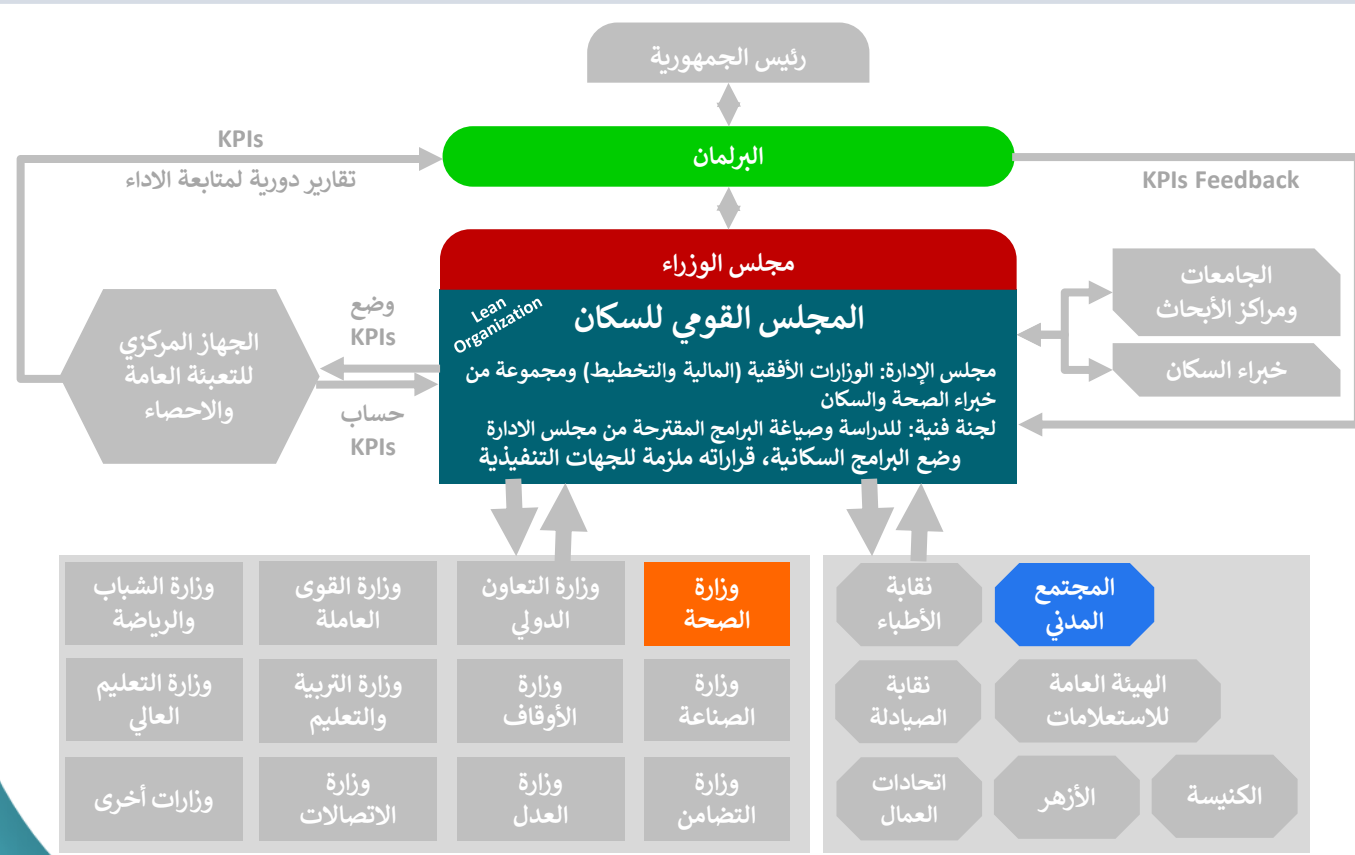 رئيس الجمهورية
KPIs
تقارير دورية لمتابعة الاداء
البرلمان
KPIs Feedback
مجلس الوزراء
Lean
Organization
المجلس القومي للسكان
مجلس الإدارة: الوزارات الأفقية (المالية والتخطيط) ومجموعة من
خبراء الصحة والسكان
لجنة فنية: للدراسة وصياغة البرامج المقترحة من مجلس الادارة
وضع البرامج السكانية، قراراته ملزمة للجهات التنفيذية
الجامعات
ومراكز الأبحاث
خبراء السكان
وضع
KPIs
حساب
KPIs
الجهاز المركزي
للتعبئة العامة
والاحصاء
المجتمع
المدني
نقابة
الأطباء
الهيئة العامة
للاستعلامات
نقابة
الصيادلة
الكنيسة
الأزهر
اتحادات
العمال
وزارة
الصحة
وزارة التعاون
الدولي
وزارة القوى
العاملة
وزارة الشباب
والرياضة
وزارة
الصناعة
وزارة
الأوقاف
وزارة التربية
والتعليم
وزارة التعليم
العالي
وزارة
التضامن
وزارة
العدل
وزارة
الاتصالات
وزارات أخرى